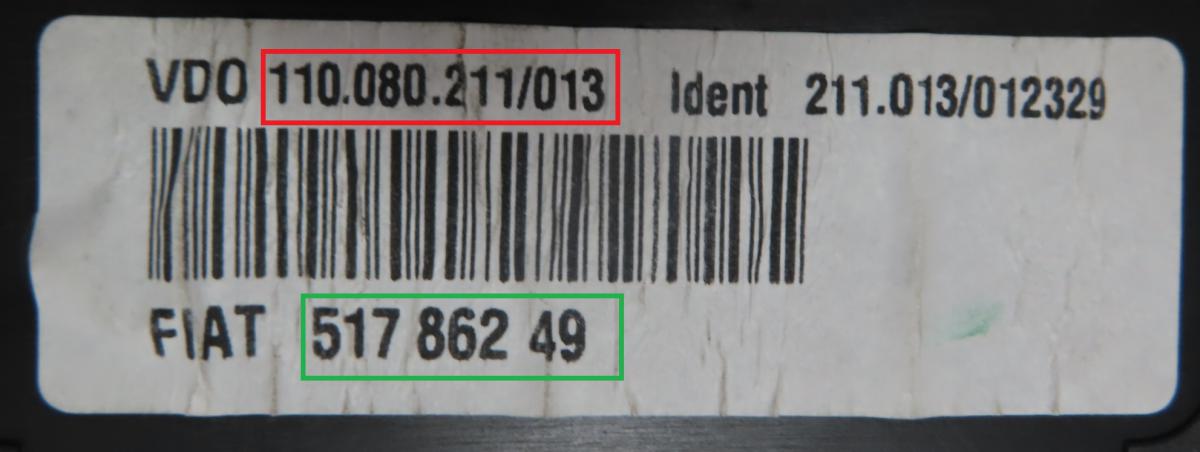 VDO 110.080.211/013 Ident 211.013/012329
FIAT 517 862 49